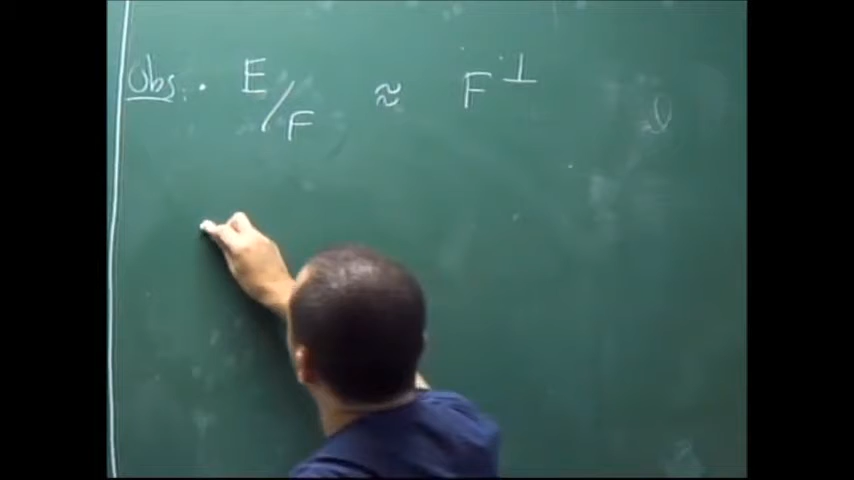 Obs: • E/F ≈ F^⊥